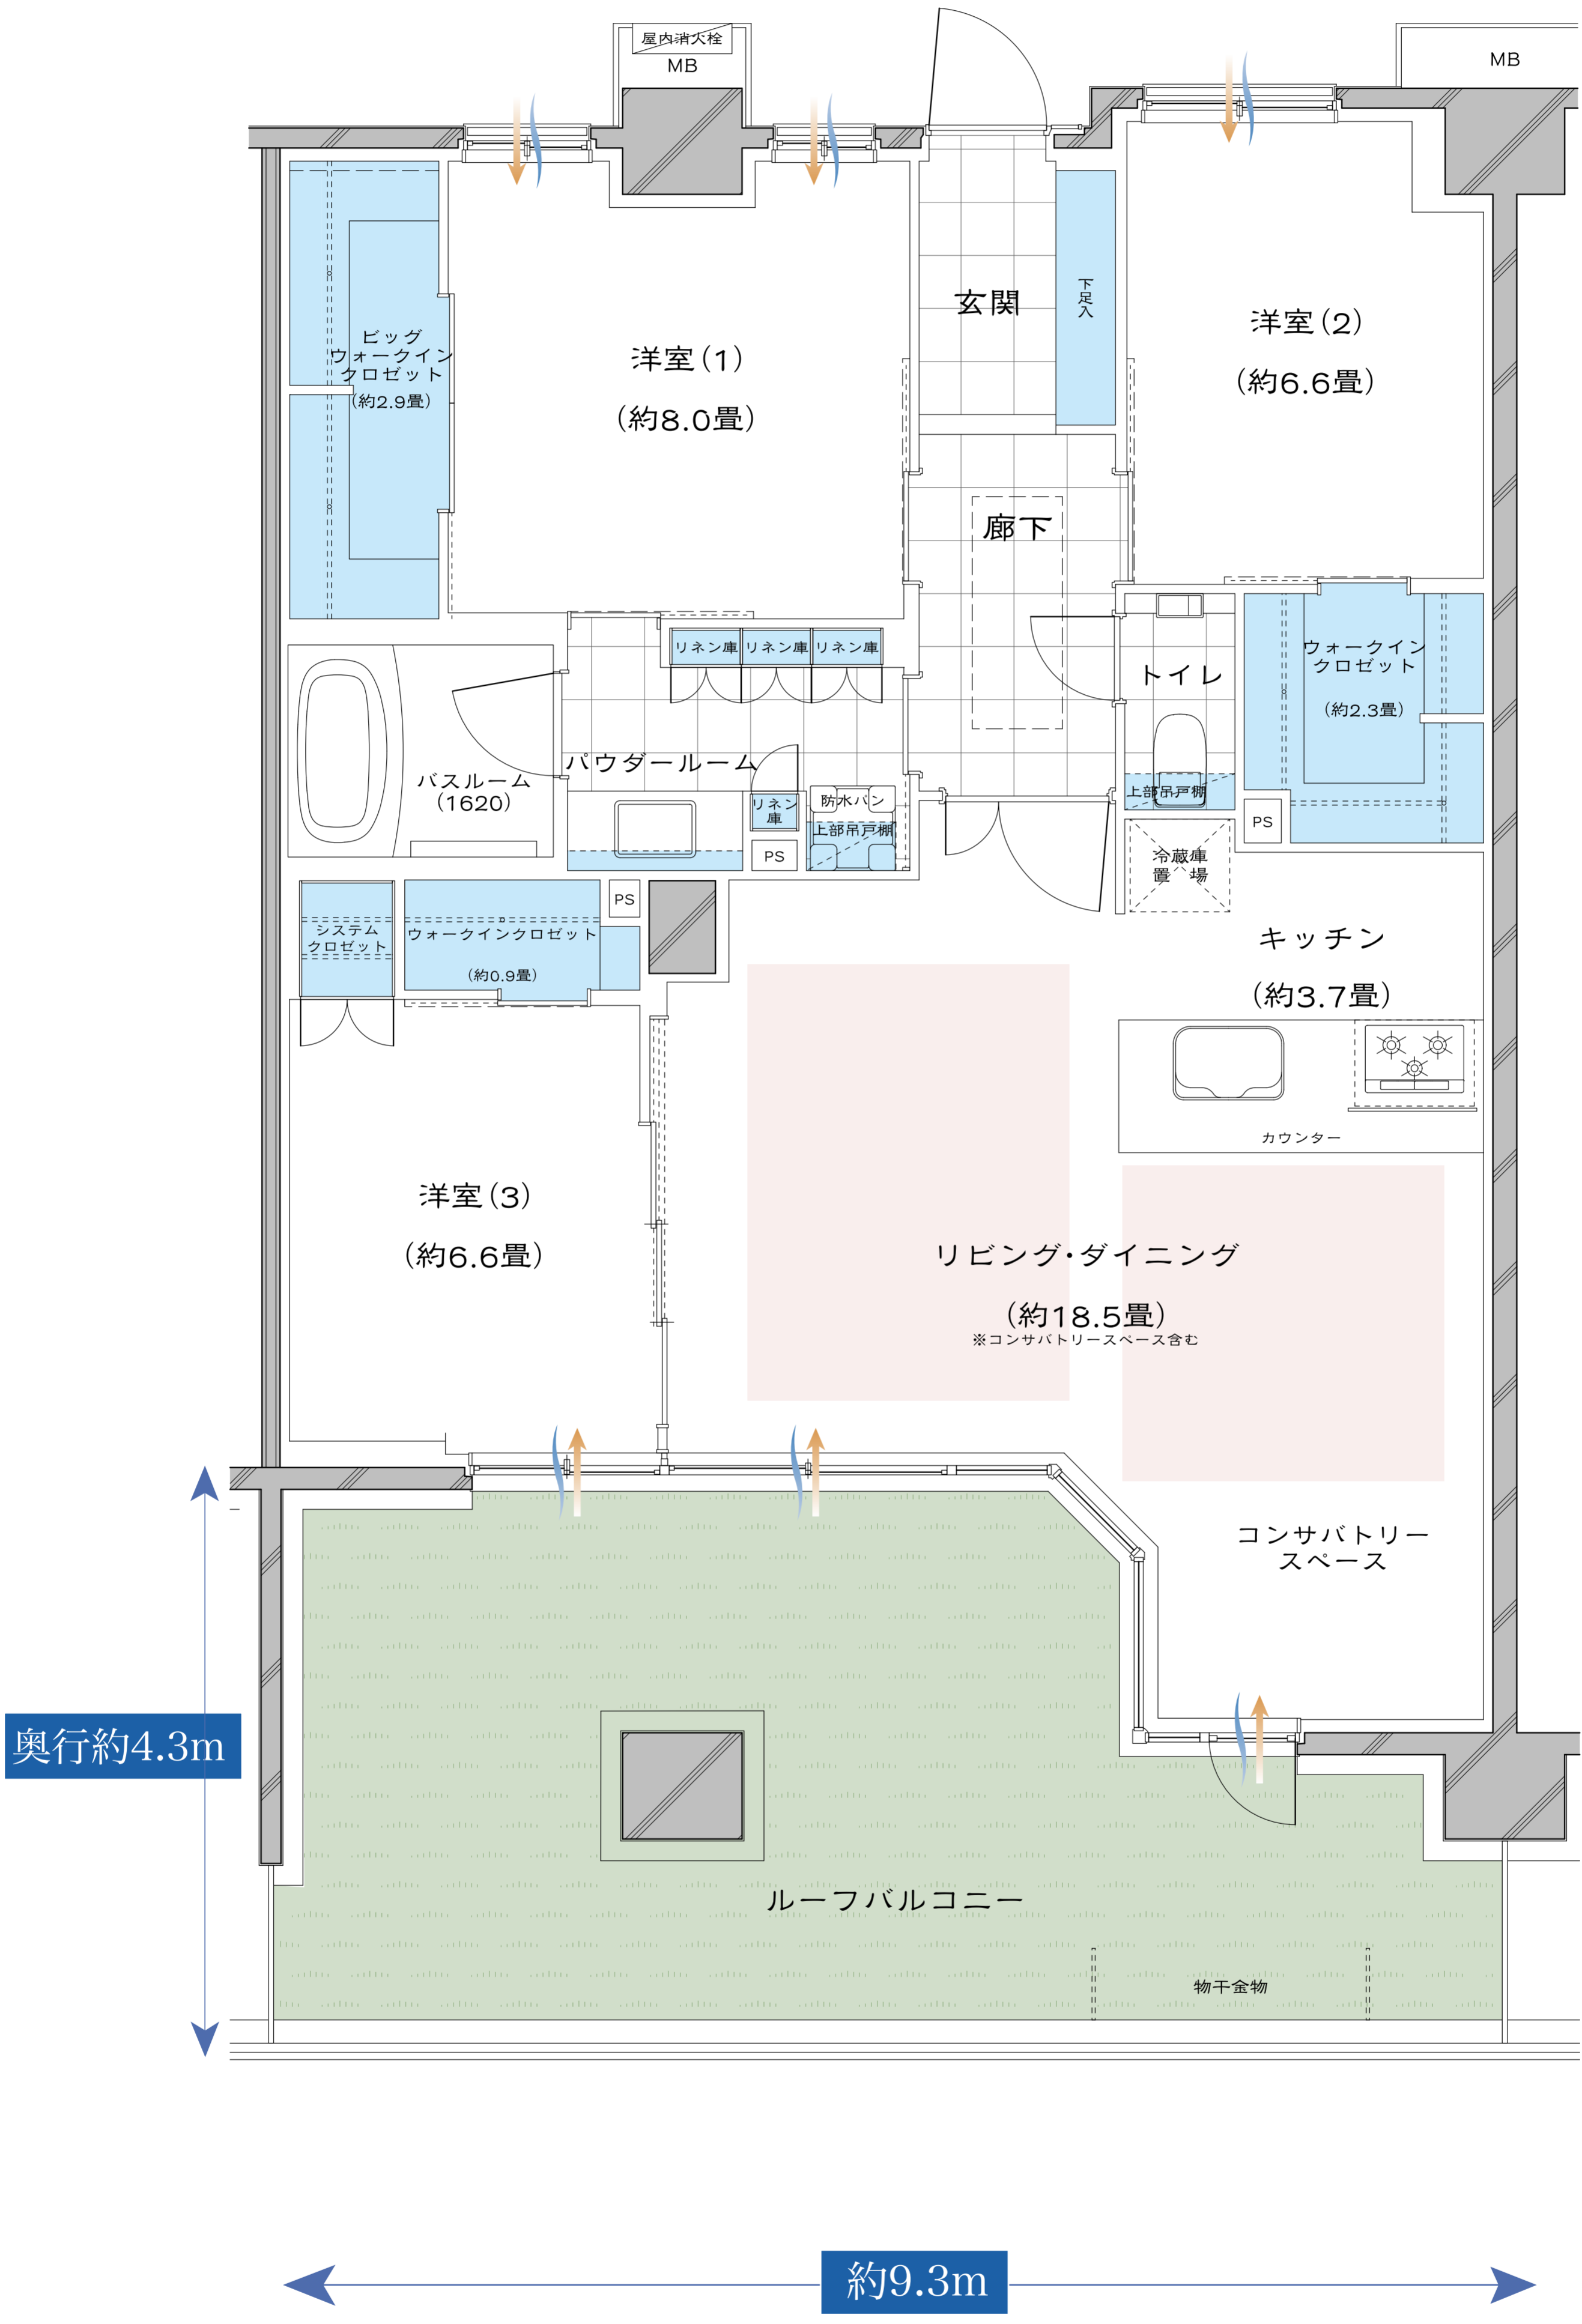 屋内消火栓
MB
MB
ビッグ
ウォークイン
クロゼット
(約2.9畳)
洋室(1)
(約8.0畳)
玄関
下足入
洋室(2)
(約6.6畳)
廊下
リネン庫
リネン庫
リネン庫
トイレ
ウォークイン
クロゼット
(約2.3畳)
バスルーム
(1620)
パウダールーム
リネン
庫
防水パン
上部吊戸棚
PS
上部吊戸棚
PS
冷蔵庫
置 場
システム
クロゼット
ウォークインクロゼット
(約0.9畳)
PS
キッチン
(約3.7畳)
カウンター
洋室(3)
(約6.6畳)
リビング・ダイニング
(約18.5畳)
※コンサバトリースペース含む
コンサバトリー
スペース
奥行約4.3m
ルーフバルコニー
物干金物
約9.3m